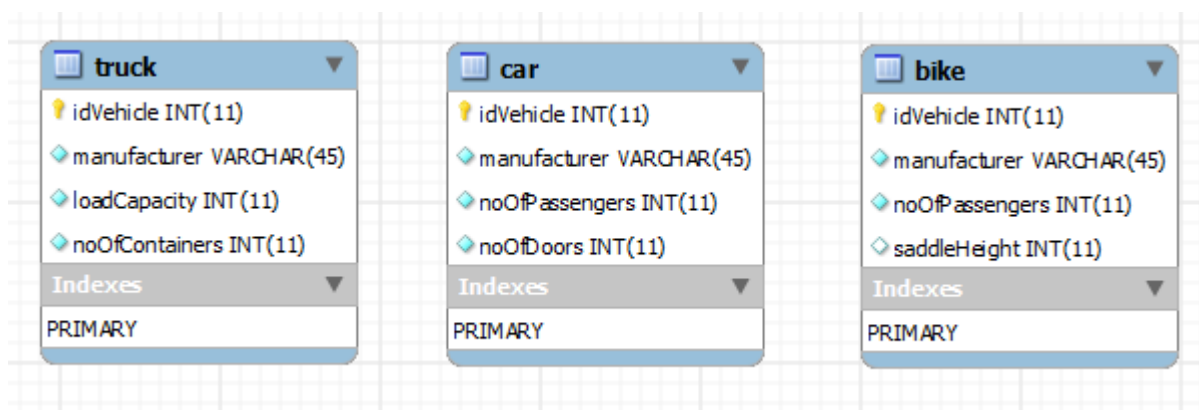 truck
idVehicle INT(11)
manufacturer VARCHAR(45)
loadCapacity INT(11)
noOfContainers INT(11)
Indexes
PRIMARY
car
idVehicle INT(11)
manufacturer VARCHAR(45)
noOfPassengers INT(11)
noOfDoors INT(11)
Indexes
PRIMARY
bike
idVehicle INT(11)
manufacturer VARCHAR(45)
noOfPassengers INT(11)
saddleHeight INT(11)
Indexes
PRIMARY